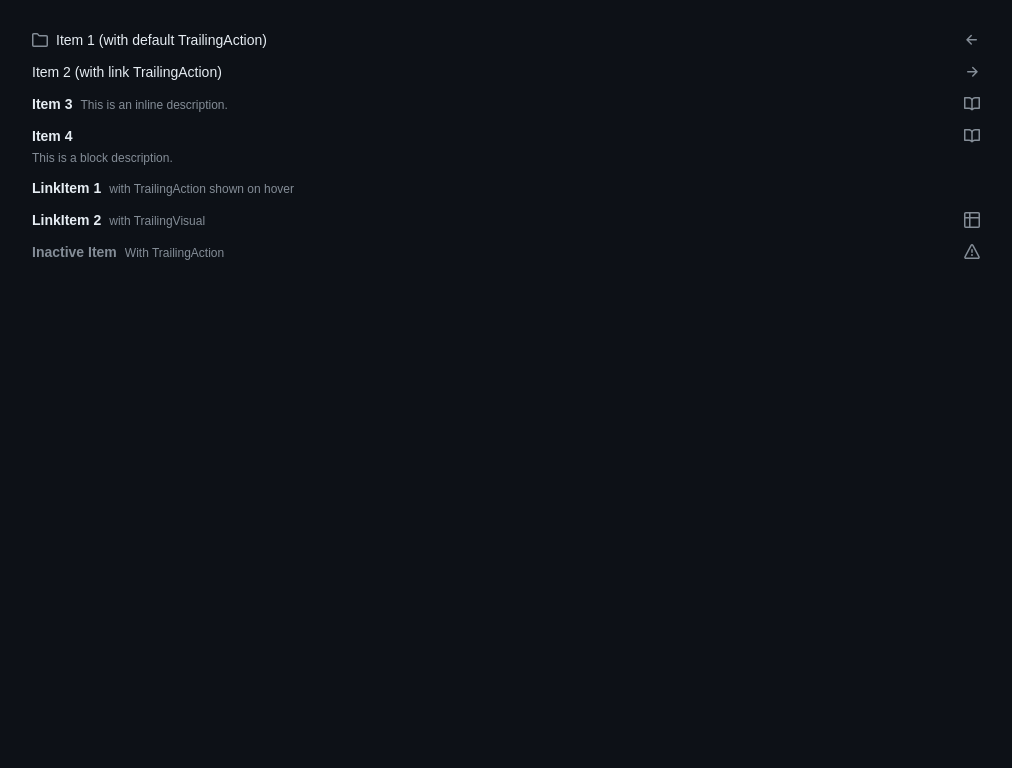 Item 1 (with default TrailingAction)
Item 2 (with link TrailingAction)
Item 3 This is an inline description.
Item 4
This is a block description.
LinkItem 1 with TrailingAction shown on hover
LinkItem 2 with TrailingVisual
Inactive Item With TrailingAction